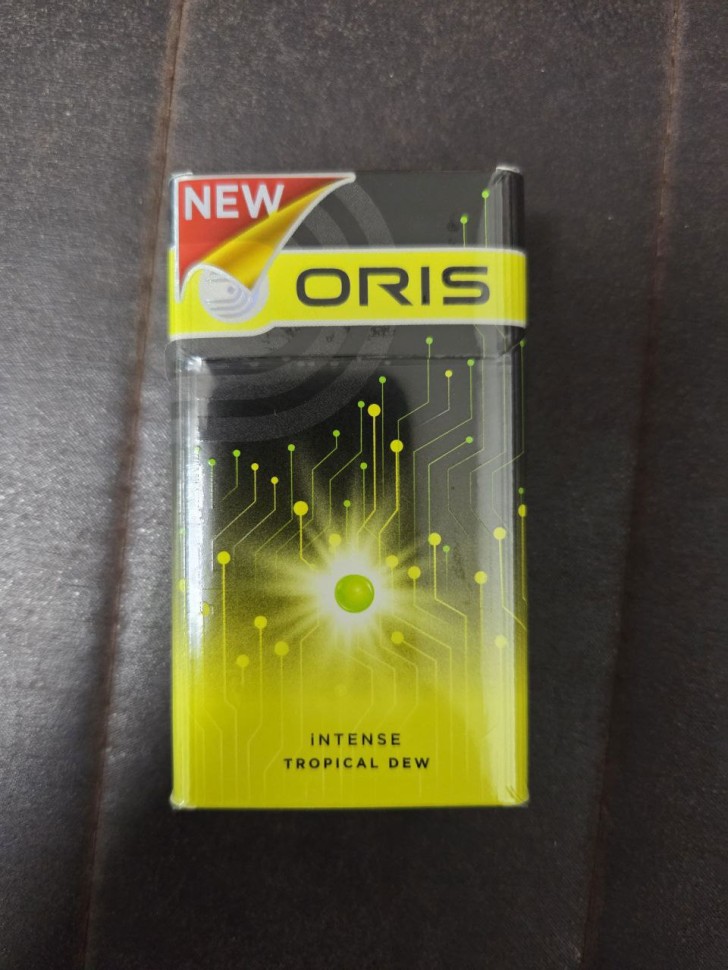 NEW
ORIS
iNTENSE
TROPICAL DEW